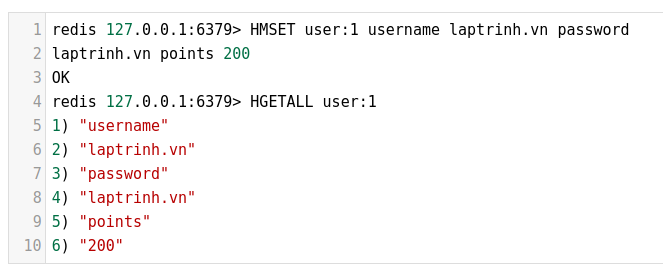 1 redis 127.0.0.1:6379> HMSET user:1 username laptrinh.vn password
2 laptrinh.vn points 200
3 OK
4 redis 127.0.0.1:6379> HGETALL user:1
5 1) "username"
6 2) "laptrinh.vn"
7 3) "password"
8 4) "laptrinh.vn"
9 5) "points"
10 6) "200"